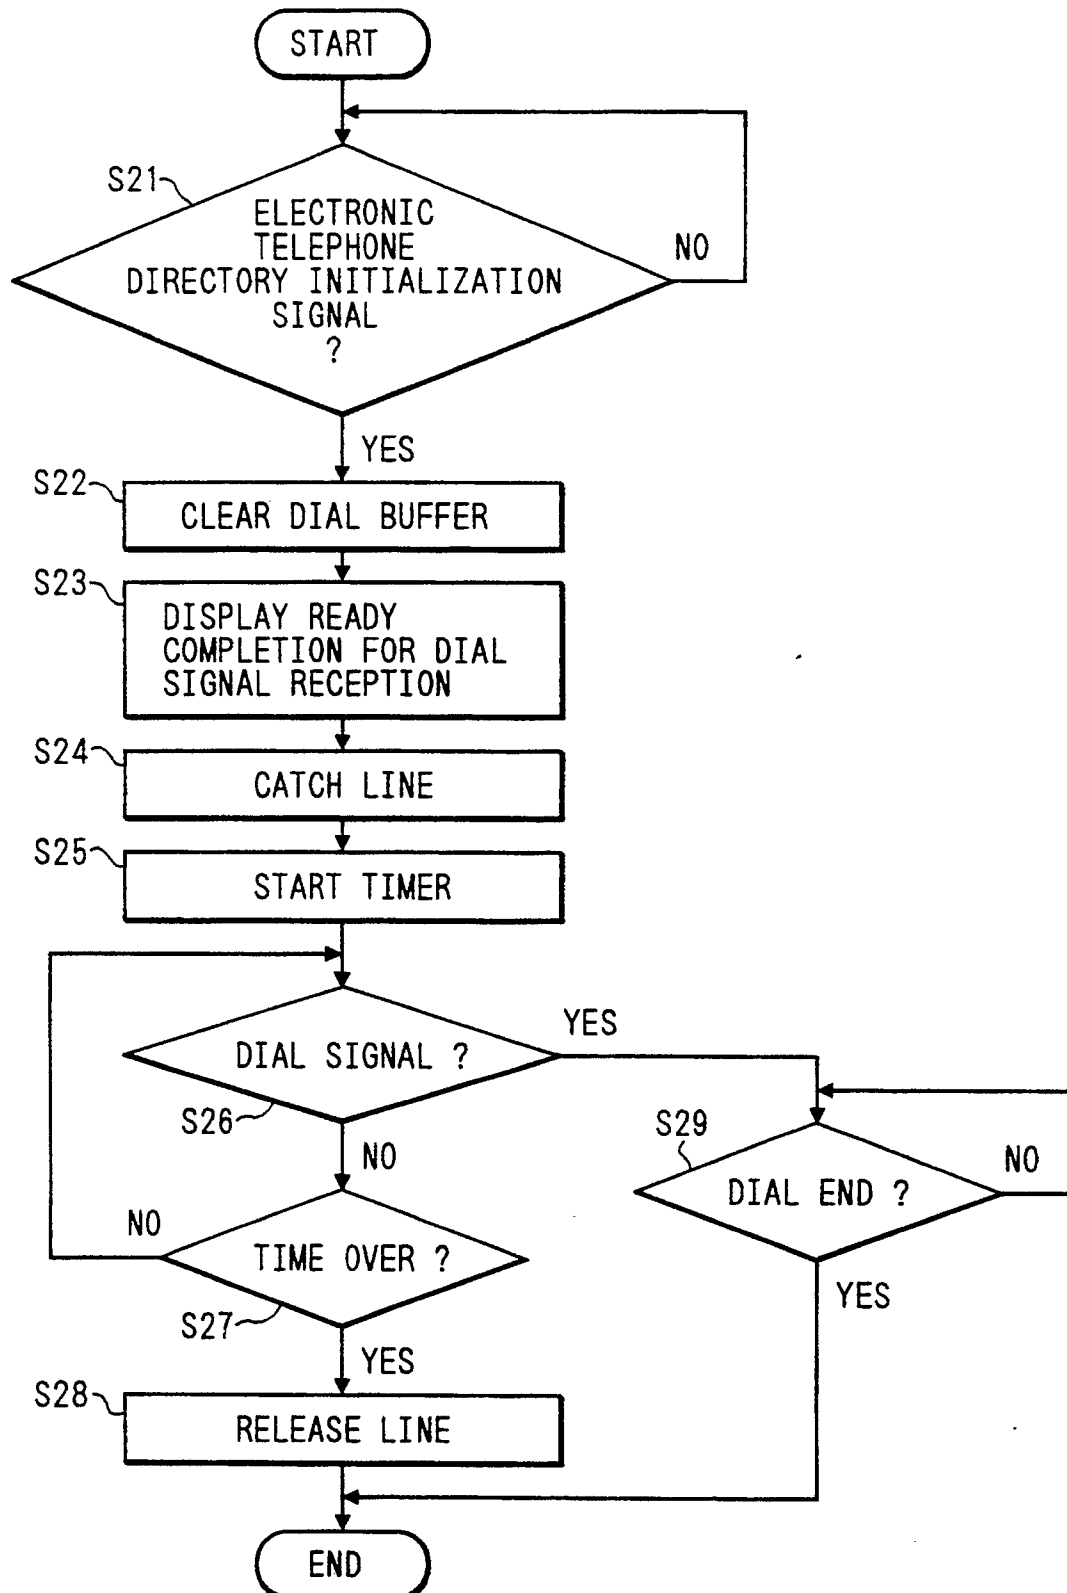 START
S21
ELECTRONIC
TELEPHONE
DIRECTORY INITIALIZATION
SIGNAL
?
NO
YES
S22
CLEAR DIAL BUFFER
S23
DISPLAY READY
COMPLETION FOR DIAL
SIGNAL RECEPTION
S24
CATCH LINE
S25
START TIMER
DIAL SIGNAL ?
YES
S26
NO
S29
DIAL END ?
NO
YES
TIME OVER ?
NO
S27
YES
S28
RELEASE LINE
END